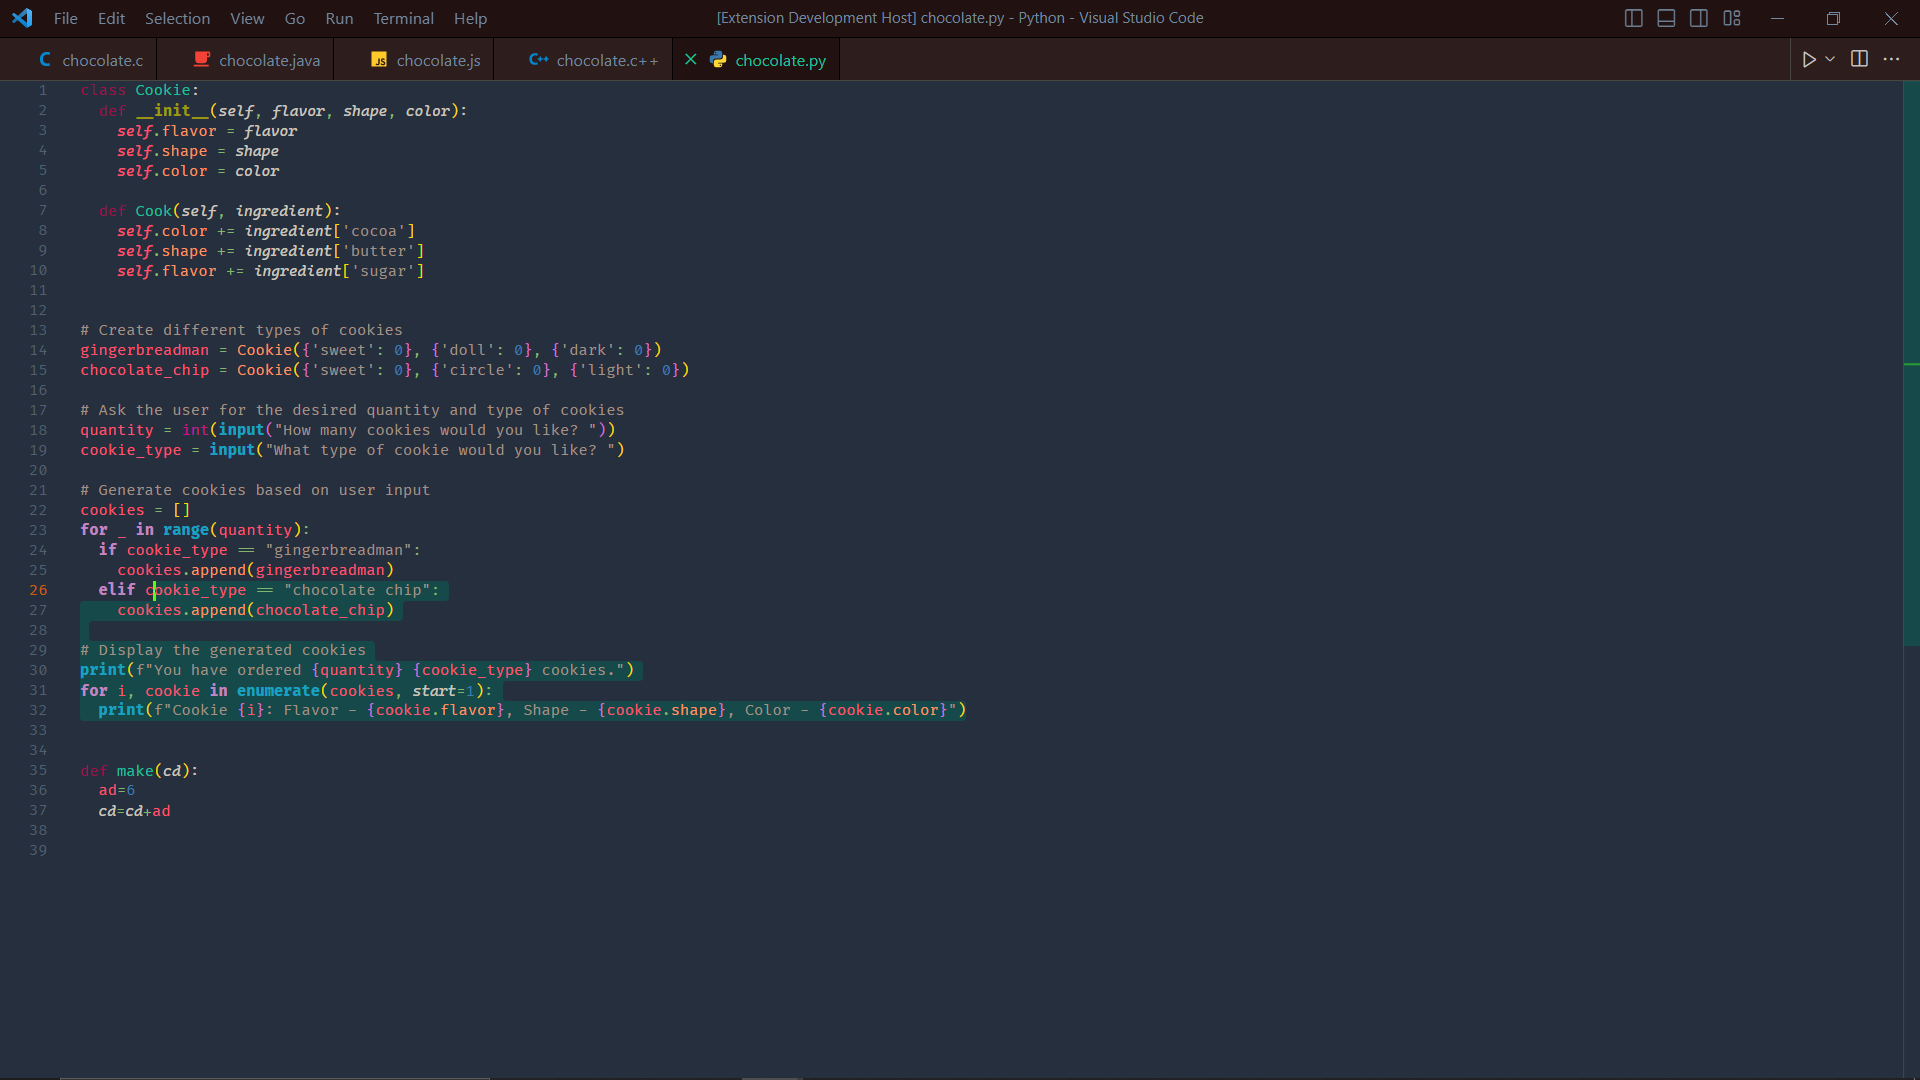 File Edit Selection View Go Run Terminal Help [Extension Development Host] chocolate.py - Python - Visual Studio Code
C chocolate.c chocolate.java JS chocolate.js C++ chocolate.c++ chocolate.py
1 class Cookie:
2   def __init__(self, flavor, shape, color):
3     self.flavor = flavor
4     self.shape = shape
5     self.color = color
6
7   def Cook(self, ingredient):
8     self.color += ingredient['cocoa']
9     self.shape += ingredient['butter']
10     self.flavor += ingredient['sugar']
11
12
13 # Create different types of cookies
14 gingerbreadman = Cookie({'sweet': 0}, {'doll': 0}, {'dark': 0})
15 chocolate_chip = Cookie({'sweet': 0}, {'circle': 0}, {'light': 0})
16
17 # Ask the user for the desired quantity and type of cookies
18 quantity = int(input("How many cookies would you like? "))
19 cookie_type = input("What type of cookie would you like? ")
20
21 # Generate cookies based on user input
22 cookies = []
23 for _ in range(quantity):
24   if cookie_type == "gingerbreadman":
25     cookies.append(gingerbreadman)
26   elif cookie_type == "chocolate chip":
27     cookies.append(chocolate_chip)
28
29 # Display the generated cookies
30 print(f"You have ordered {quantity} {cookie_type} cookies.")
31 for i, cookie in enumerate(cookies, start=1):
32   print(f"Cookie {i}: Flavor - {cookie.flavor}, Shape - {cookie.shape}, Color - {cookie.color}")
33
34
35 def make(cd):
36   ad=6
37   cd=cd+ad
38
39